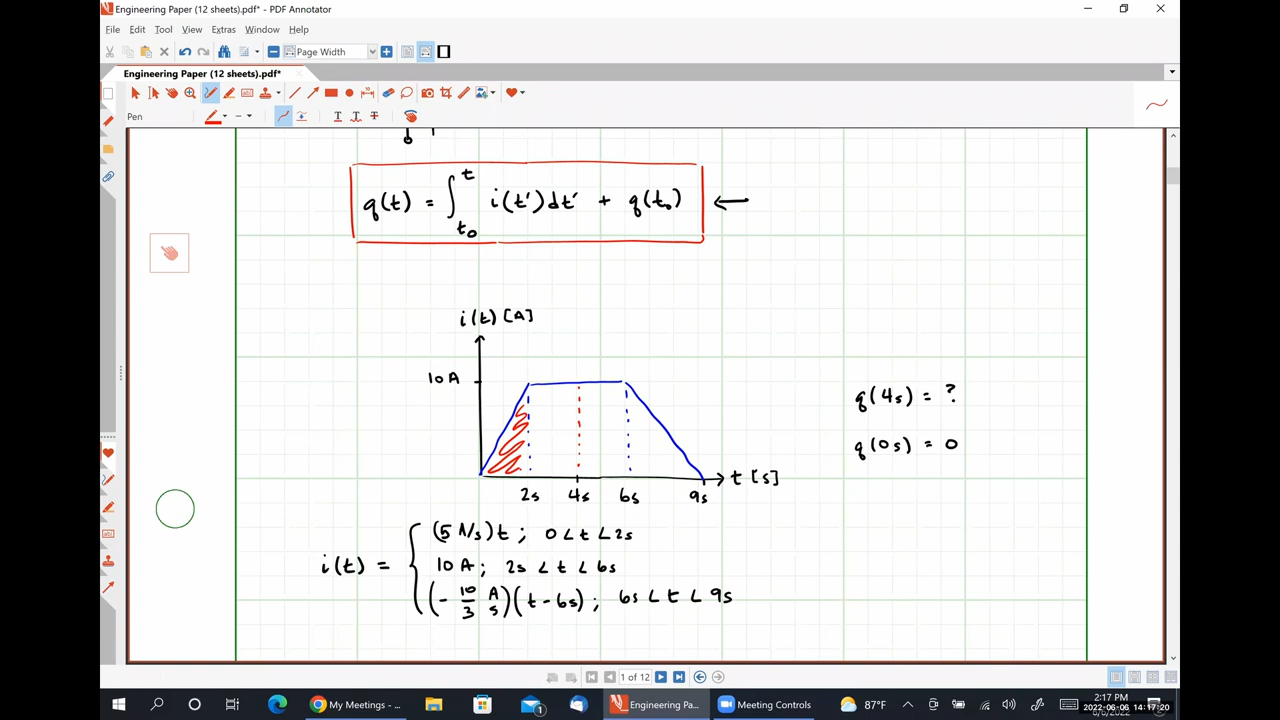 Engineering Paper (12 sheets).pdf* - PDF Annotator
File Edit Tool View Extras Window Help
Page Width
Engineering Paper (12 sheets).pdf*
Pen
q(t) = ∫ t t₀ i(t′)dt′ + q(t₀) ←
i(t) [A]
10 A
q(4s) = ?
q(0s) = 0
t [s]
2s 4s 6s 9s
(5 A/s)t ; 0 < t < 2s
i(t) = { 10 A ; 2s < t < 6s
(- 10/3 A/s)(t - 6s) ; 6s < t < 9s
1 of 12
My Meetings - ...
Engineering Pa...
Meeting Controls
87°F
2:17 PM
2022-06-06 14:17:20